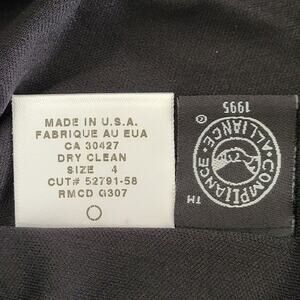 MADE IN U.S.A.
FABRIQUE AU EUA
CA 30427
DRY CLEAN
SIZE 4
CUT# 52791-58
RMCD G307
©
1995
COMPLIANCE • ALLIANCE •
™